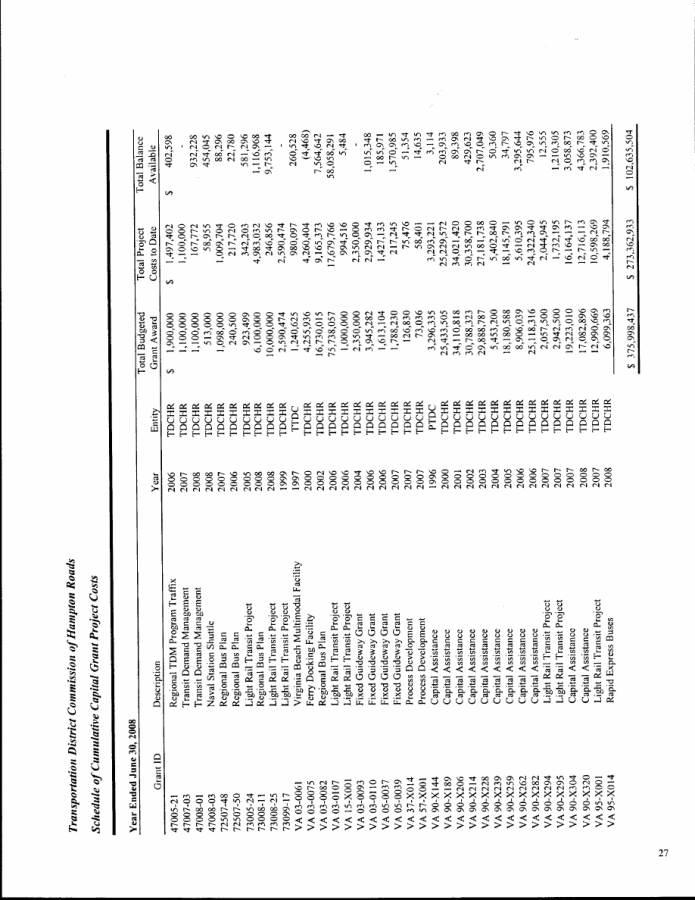 Transportation District Commission of Hampton Roads
Schedule of Cumulative Capital Grant Project Costs
Year Ended June 30, 2008
Total Budgeted Total Project Total Balance
Grant ID Description Year Entity Grant Award Costs to Date Available
47005-21 Regional TDM Program Traffix 2006 TDCHR $ 1,900,000 $ 1,497,402 $ 402,598
47007-03 Transit Demand Management 2007 TDCHR 1,100,000 1,100,000 -
47008-01 Transit Demand Management 2008 TDCHR 1,100,000 167,772 932,228
47008-03 Naval Station Shuttle 2008 TDCHR 513,000 58,955 454,045
72507-48 Regional Bus Plan 2007 TDCHR 1,098,000 1,009,704 88,296
72507-50 Regional Bus Plan 2006 TDCHR 240,500 217,720 22,780
73005-24 Light Rail Transit Project 2005 TDCHR 923,499 342,203 581,296
73008-11 Regional Bus Plan 2008 TDCHR 6,100,000 4,983,032 1,116,968
73008-25 Light Rail Transit Project 2008 TDCHR 10,000,000 246,856 9,753,144
73099-17 Light Rail Transit Project 1999 TDCHR 2,590,474 2,590,474 -
VA 03-0061 Virginia Beach Multimodal Facility 1997 TTDC 1,240,625 980,097 260,528
VA 03-0075 Ferry Docking Facility 2000 TDCHR 4,255,936 4,260,404 (4,468)
VA 03-0082 Regional Bus Plan 2002 TDCHR 16,730,015 9,165,373 7,564,642
VA 03-0107 Light Rail Transit Project 2006 TDCHR 75,738,057 17,679,766 58,058,291
VA 15-X001 Light Rail Transit Project 2006 TDCHR 1,000,000 994,516 5,484
VA 03-0093 Fixed Guideway Grant 2004 TDCHR 2,350,000 2,350,000 -
VA 03-0110 Fixed Guideway Grant 2006 TDCHR 3,945,282 2,929,934 1,015,348
VA 05-0037 Fixed Guideway Grant 2006 TDCHR 1,613,104 1,427,133 185,971
VA 05-0039 Fixed Guideway Grant 2007 TDCHR 1,788,230 217,245 1,570,985
VA 37-X014 Process Development 2007 TDCHR 126,830 75,476 51,354
VA 57-X001 Process Development 2007 TDCHR 73,036 58,401 14,635
VA 90-X144 Capital Assistance 1996 PTDC 3,296,335 3,293,221 3,114
VA 90-X189 Capital Assistance 2000 TDCHR 25,433,505 25,229,572 203,933
VA 90-X206 Capital Assistance 2001 TDCHR 34,110,818 34,021,420 89,398
VA 90-X214 Capital Assistance 2002 TDCHR 30,788,323 30,358,700 429,623
VA 90-X228 Capital Assistance 2003 TDCHR 29,888,787 27,181,738 2,707,049
VA 90-X239 Capital Assistance 2004 TDCHR 5,453,200 5,402,840 50,360
VA 90-X259 Capital Assistance 2005 TDCHR 18,180,588 18,145,791 34,797
VA 90-X262 Capital Assistance 2006 TDCHR 8,906,039 5,610,395 3,295,644
VA 90-X282 Capital Assistance 2006 TDCHR 25,118,316 24,322,340 795,976
VA 90-X294 Light Rail Transit Project 2007 TDCHR 2,057,500 2,044,945 12,555
VA 90-X295 Light Rail Transit Project 2007 TDCHR 2,942,500 1,732,195 1,210,305
VA 90-X304 Capital Assistance 2007 TDCHR 19,223,010 16,164,137 3,058,873
VA 90-X320 Capital Assistance 2008 TDCHR 17,082,896 12,716,113 4,366,783
VA 95-X001 Light Rail Transit Project 2007 TDCHR 12,990,669 10,598,269 2,392,400
VA 95-X014 Rapid Express Buses 2008 TDCHR 6,099,363 4,188,794 1,910,569
$ 375,998,437 $ 273,362,933 $ 102,635,504
27